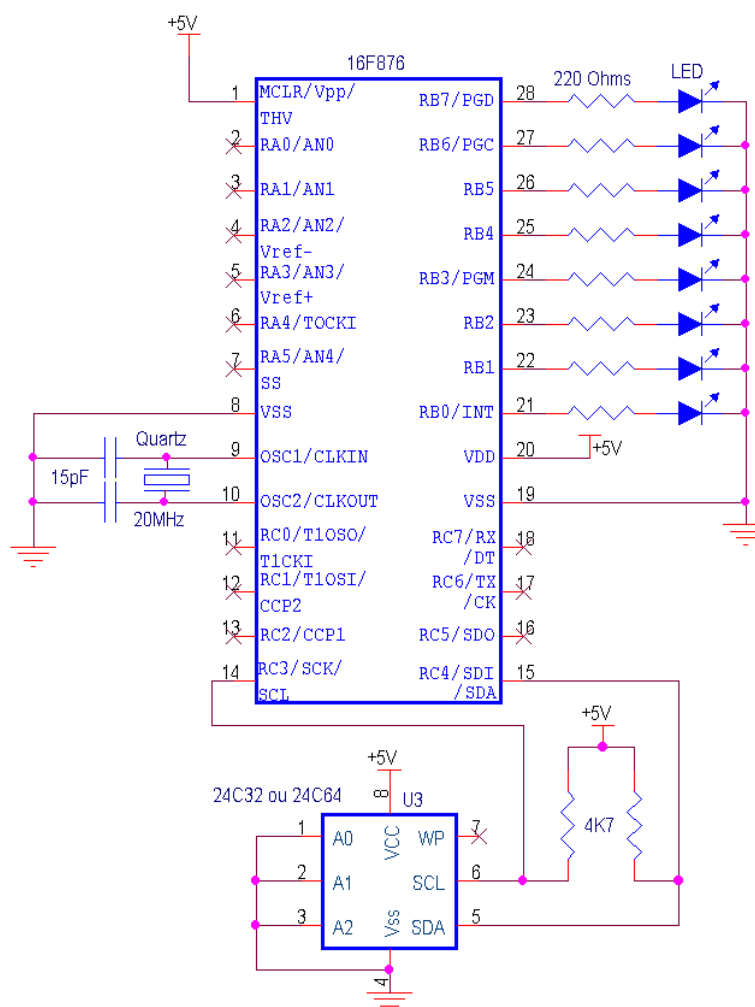 +5V
16F876
220 Ohms
LED
1
MCLR/Vpp/
THV
2
RA0/AN0
3
RA1/AN1
4
RA2/AN2/
Vref-
5
RA3/AN3/
Vref+
6
RA4/TOCKI
7
RA5/AN4/
SS
8
VSS
9
OSC1/CLKIN
10
OSC2/CLKOUT
11
RC0/T1OSO/
T1CKI
12
RC1/T1OSI/
CCP2
13
RC2/CCP1
14
RC3/SCK/
SCL
RB7/PGD
28
RB6/PGC
27
RB5
26
RB4
25
RB3/PGM
24
RB2
23
RB1
22
RB0/INT
21
VDD
20
+5V
VSS
19
RC7/RX
/DT
18
RC6/TX
/CK
17
RC5/SDO
16
RC4/SDI
/SDA
15
Quartz
15pF
20MHz
+5V
+5V
24C32 ou 24C64
8
U3
1
A0
2
A1
3
A2
VCC
Vss
4
WP
7
SCL
6
SDA
5
4K7